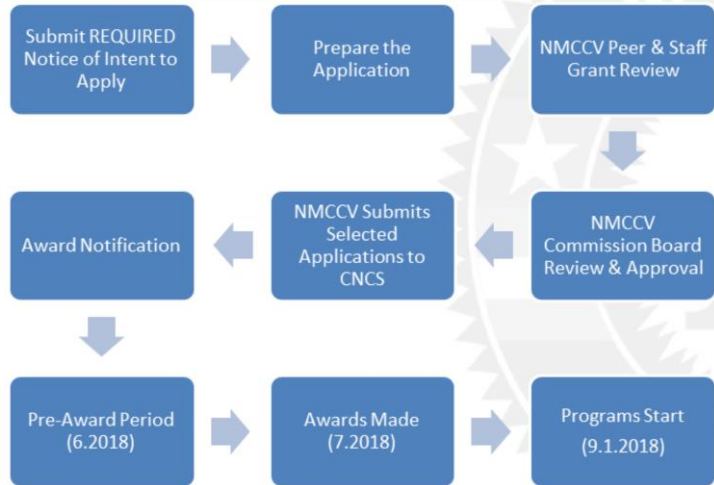 Submit REQUIRED
Notice of Intent to
Apply
Prepare the
Application
NMCCV Peer & Staff
Grant Review
NMCCV
Commission Board
Review & Approval
NMCCV Submits
Selected
Applications to
CNCS
Award Notification
Pre-Award Period
(6.2018)
Awards Made
(7.2018)
Programs Start
(9.1.2018)